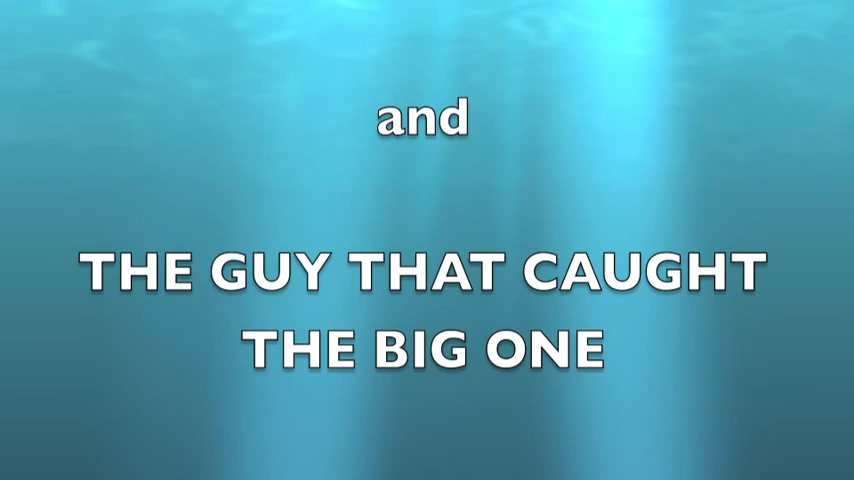 and
THE GUY THAT CAUGHT
THE BIG ONE